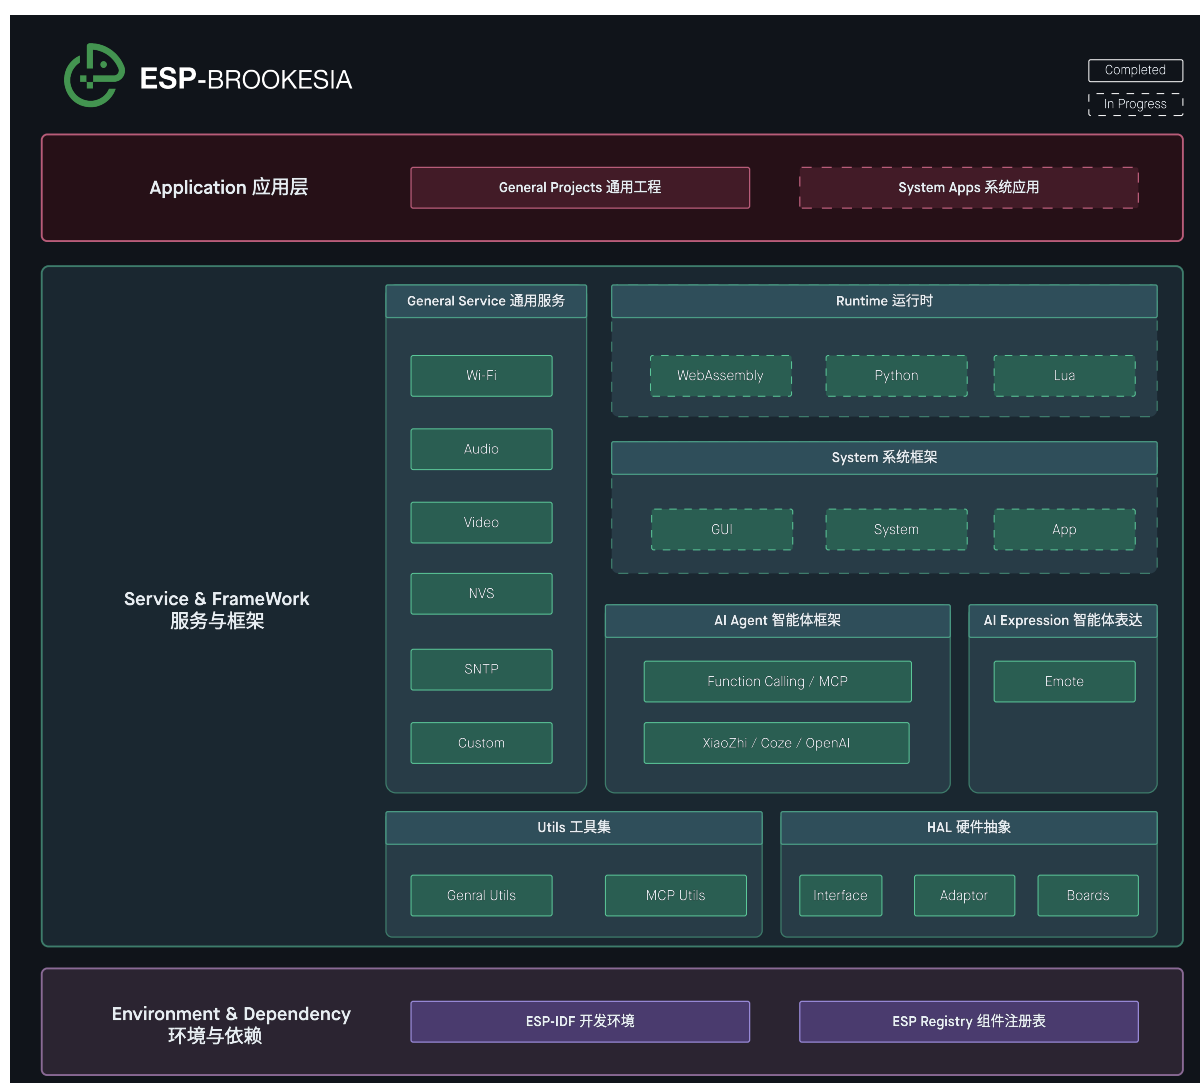 ESP-BROOKESIA
Completed
In Progress
Application 应用层
General Projects 通用工程
System Apps 系统应用
Service & FrameWork
服务与框架
General Service 通用服务
Wi-Fi
Audio
Video
NVS
SNTP
Custom
Runtime 运行时
WebAssembly
Python
Lua
System 系统框架
GUI
System
App
AI Agent 智能体框架
Function Calling / MCP
XiaoZhi / Coze / OpenAI
AI Expression 智能体表达
Emote
Utils 工具集
Genral Utils
MCP Utils
HAL 硬件抽象
Interface
Adaptor
Boards
Environment & Dependency
环境与依赖
ESP-IDF 开发环境
ESP Registry 组件注册表